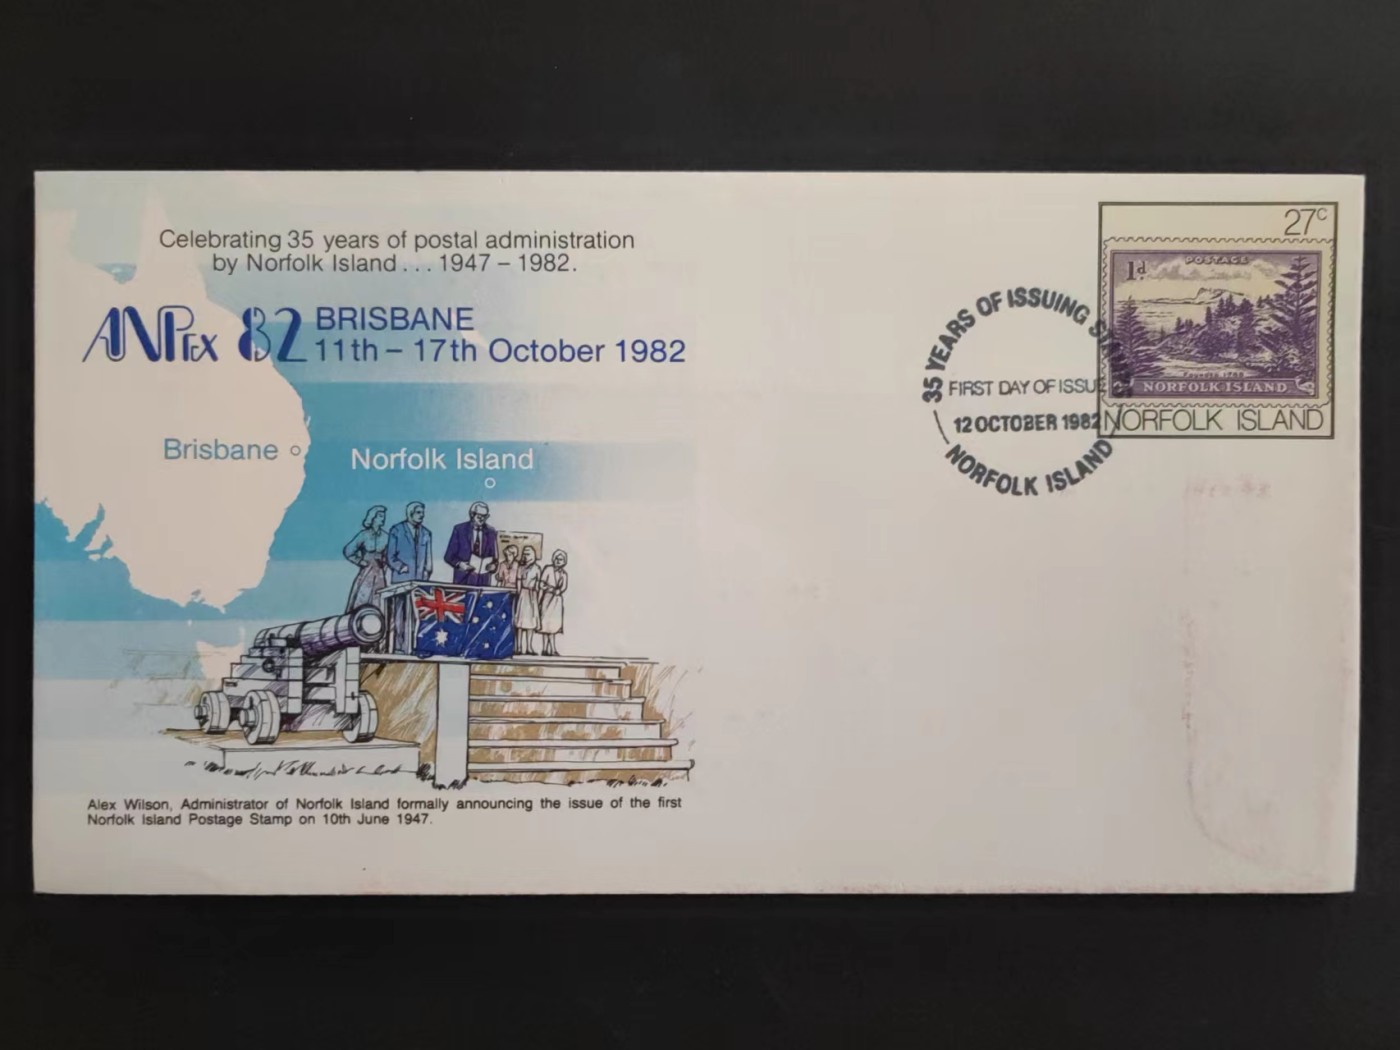 Celebrating 35 years of postal administration
by Norfolk Island . . . 1947 – 1982.
ANPEX 82 BRISBANE
11th – 17th October 1982
Brisbane
Norfolk Island
Alex Wilson, Administrator of Norfolk Island formally announcing the issue of the first
Norfolk Island Postage Stamp on 10th June 1947.
35 YEARS OF ISSUING STAMPS
FIRST DAY OF ISSUE
12 OCTOBER 1982
NORFOLK ISLAND
27c
POSTAGE
1d
FOUNDED 1788
NORFOLK ISLAND
NORFOLK ISLAND